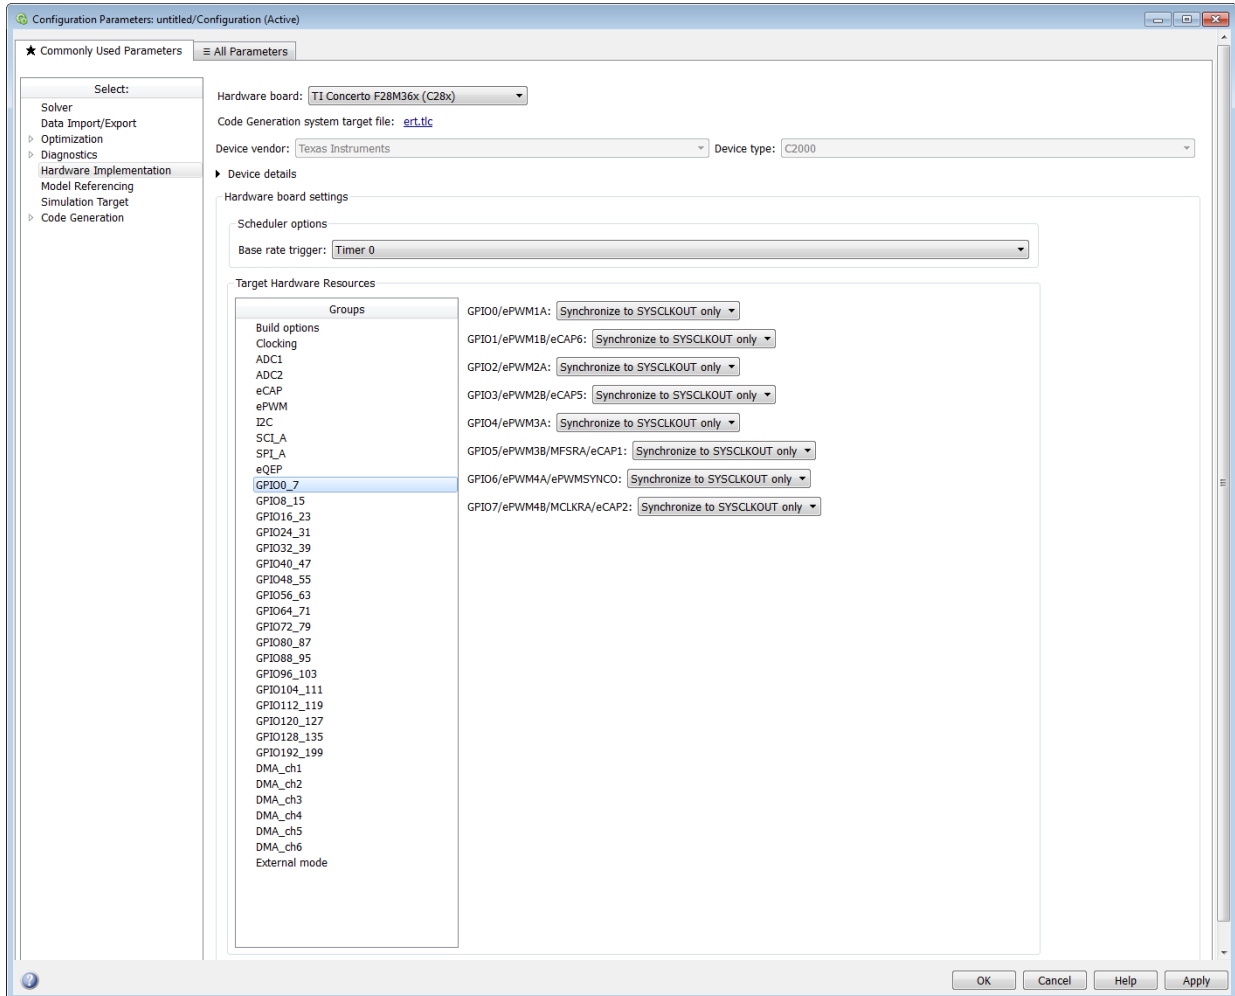 Configuration Parameters: untitled/Configuration (Active)
★ Commonly Used Parameters
≡ All Parameters
Select:
Solver
Data Import/Export
Optimization
Diagnostics
Hardware Implementation
Model Referencing
Simulation Target
Code Generation
Hardware board: TI Concerto F28M36x (C28x)
Code Generation system target file: ert.tlc
Device vendor: Texas Instruments Device type: C2000
Device details
Hardware board settings
Scheduler options
Base rate trigger: Timer 0
Target Hardware Resources
Groups
Build options
Clocking
ADC1
ADC2
eCAP
ePWM
I2C
SCI_A
SPI_A
eQEP
GPIO0_7
GPIO8_15
GPIO16_23
GPIO24_31
GPIO32_39
GPIO40_47
GPIO48_55
GPIO56_63
GPIO64_71
GPIO72_79
GPIO80_87
GPIO88_95
GPIO96_103
GPIO104_111
GPIO112_119
GPIO120_127
GPIO128_135
GPIO192_199
DMA_ch1
DMA_ch2
DMA_ch3
DMA_ch4
DMA_ch5
DMA_ch6
External mode
GPIO0/ePWM1A: Synchronize to SYSCLKOUT only
GPIO1/ePWM1B/eCAP6: Synchronize to SYSCLKOUT only
GPIO2/ePWM2A: Synchronize to SYSCLKOUT only
GPIO3/ePWM2B/eCAP5: Synchronize to SYSCLKOUT only
GPIO4/ePWM3A: Synchronize to SYSCLKOUT only
GPIO5/ePWM3B/MFSRA/eCAP1: Synchronize to SYSCLKOUT only
GPIO6/ePWM4A/ePWMSYNCO: Synchronize to SYSCLKOUT only
GPIO7/ePWM4B/MCLKRA/eCAP2: Synchronize to SYSCLKOUT only
OK
Cancel
Help
Apply